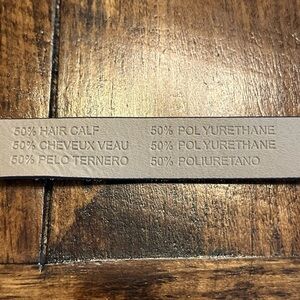 50% HAIR CALF 50% POLYURETHANE
50% CHEVEUX VEAU 50% POLYURETHANE
50% PELO TERNERO 50% POLIURETANO